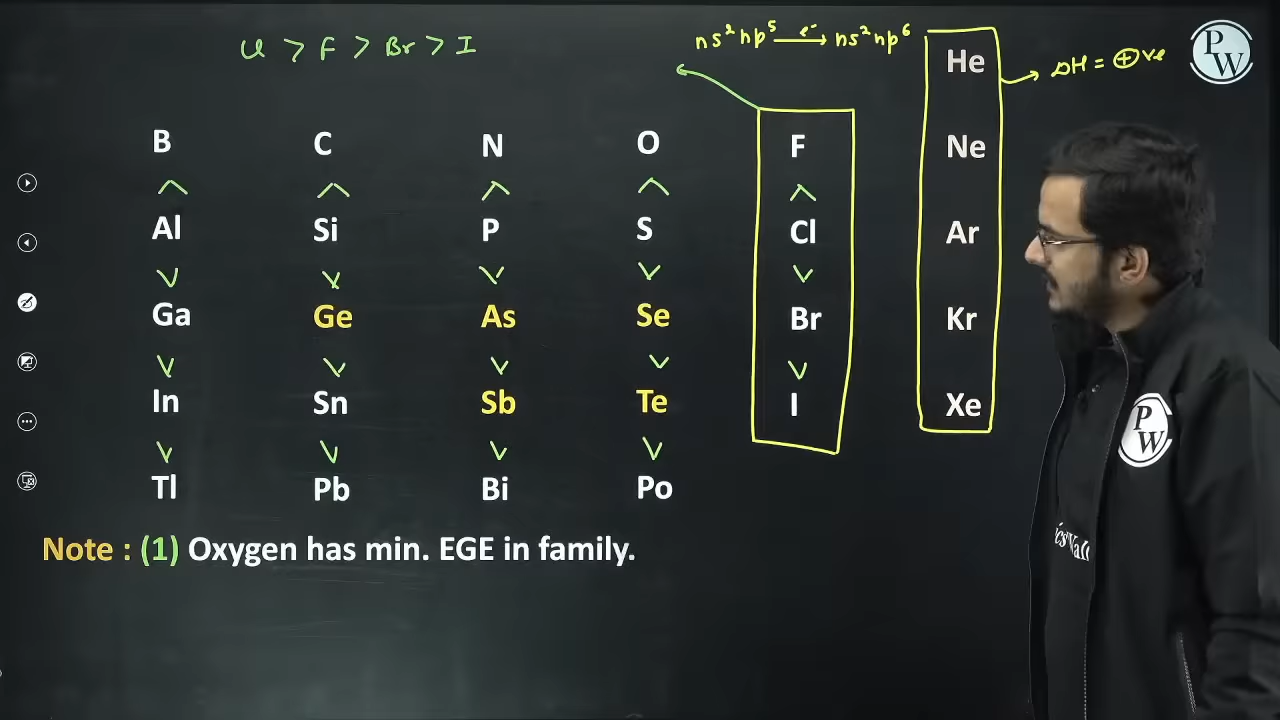 Cl > F > Br > I
ns²np⁵ —e⁻→ ns²np⁶
ΔH = ⊕ve
PW
B C N O F He
Al Si P S Cl Ne
Ga Ge As Se Br Ar
In Sn Sb Te I Kr
Tl Pb Bi Po Xe
Note : (1) Oxygen has min. EGE in family.
PW